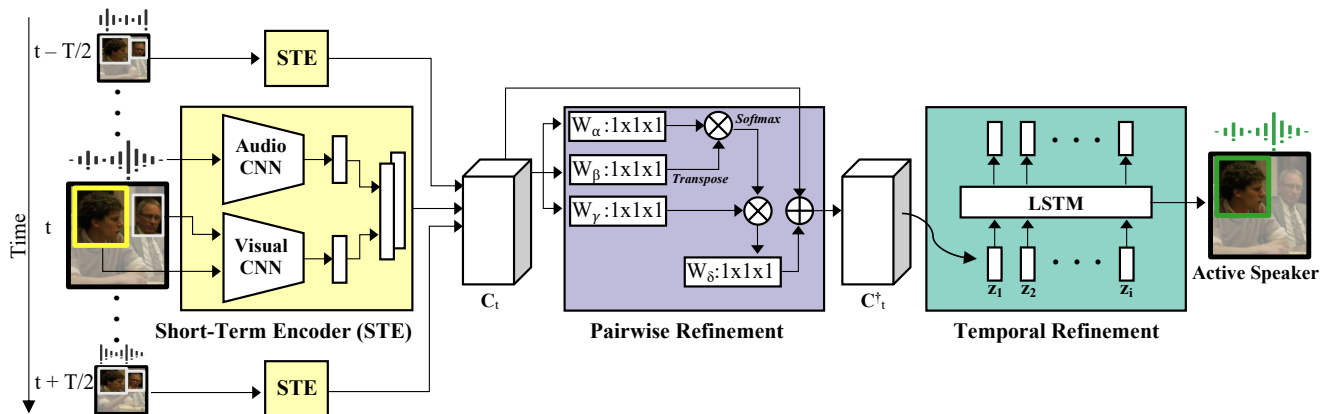 t – T/2
STE
Time
t
Audio
CNN
Visual
CNN
Short-Term Encoder (STE)
t + T/2
STE
C_t
W_α:1x1x1
W_β:1x1x1
W_γ:1x1x1
Softmax
Transpose
W_δ:1x1x1
Pairwise Refinement
C†_t
LSTM
z_1 z_2 z_i
Temporal Refinement
Active Speaker